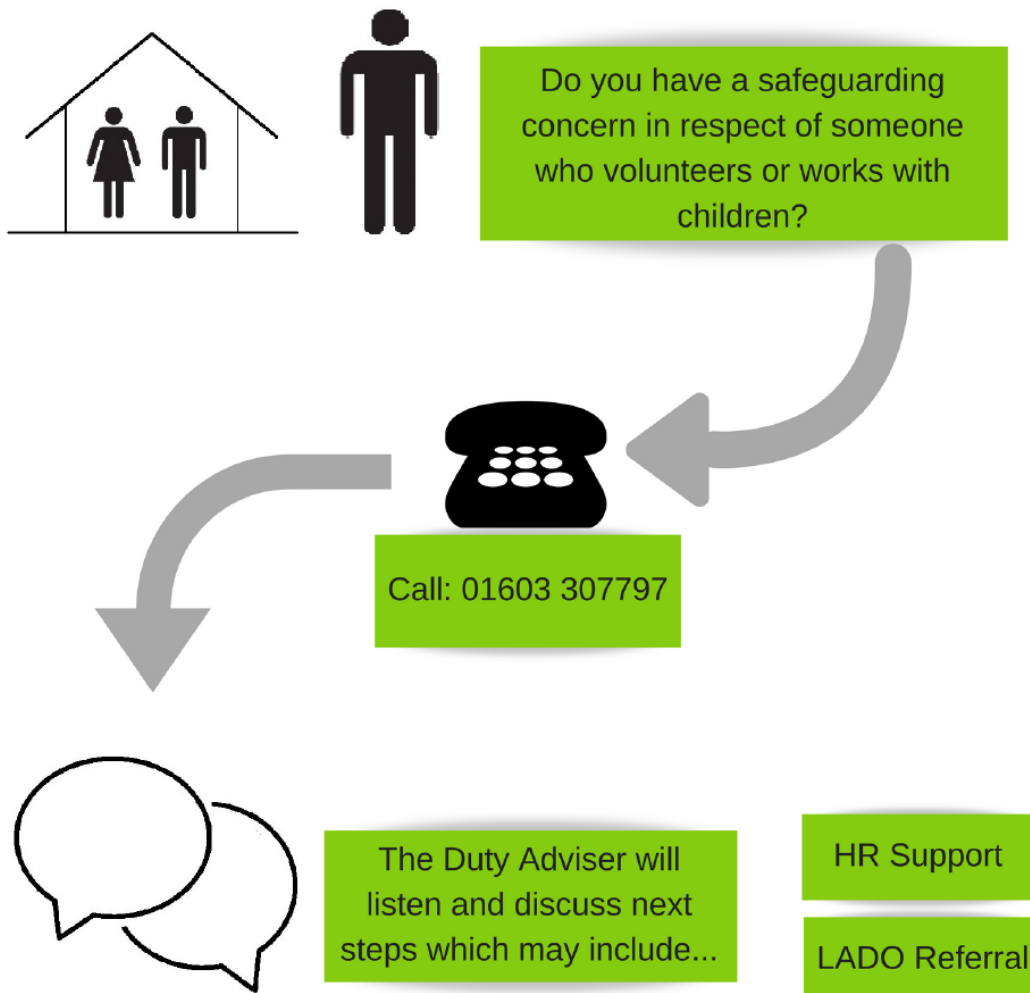 Do you have a safeguarding
concern in respect of someone
who volunteers or works with
children?
Call: 01603 307797
The Duty Adviser will
listen and discuss next
steps which may include...
HR Support
LADO Referral